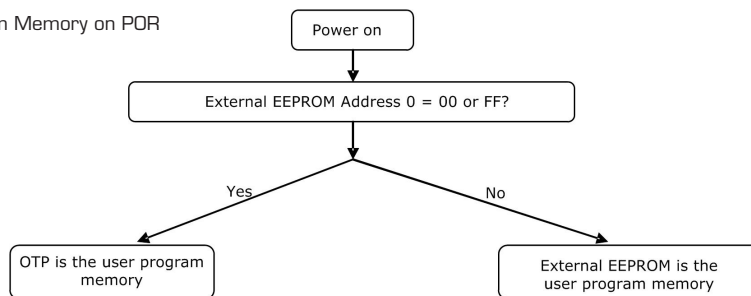 Memory on POR
Power on
External EEPROM Address 0 = 00 or FF?
Yes
No
OTP is the user program
memory
External EEPROM is the
user program memory